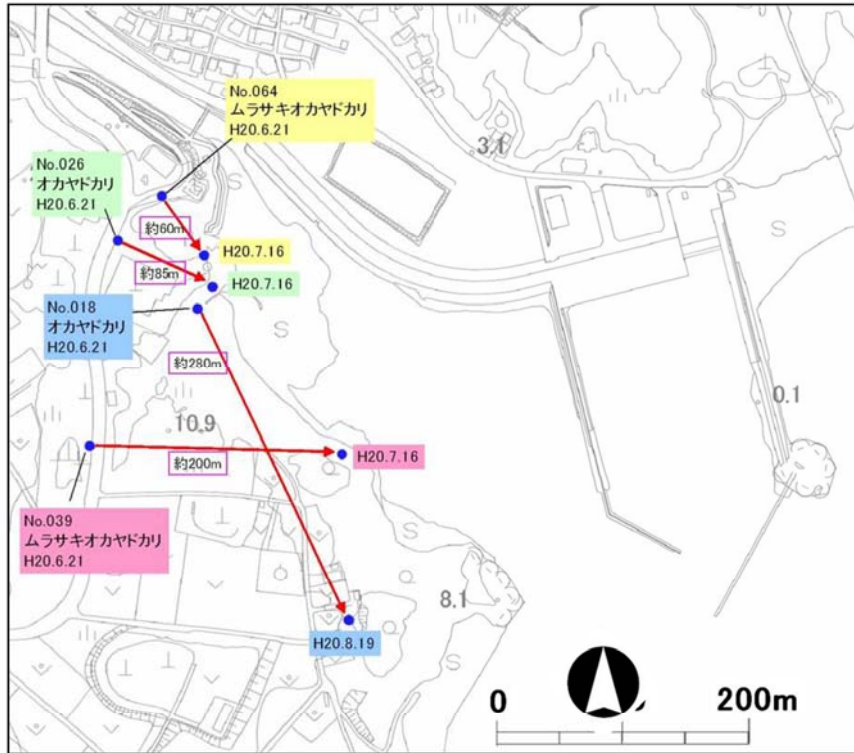 No.064
ムラサキオカヤドカリ
H20.6.21
3.1
No.026
オカヤドカリ
H20.6.21
S
約60m
H20.7.16
S
約85m
H20.7.16
No.018
オカヤドカリ
H20.6.21
S
約280m
0.1
10.9
約200m
H20.7.16
No.039
ムラサキオカヤドカリ
H20.6.21
8.1
H20.8.19
S
0
200m